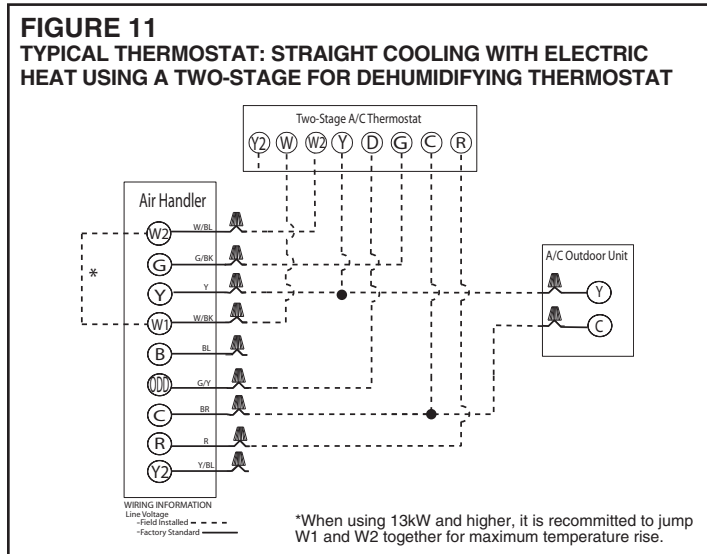 FIGURE 11
TYPICAL THERMOSTAT: STRAIGHT COOLING WITH ELECTRIC
HEAT USING A TWO-STAGE FOR DEHUMIDIFYING THERMOSTAT
Two-Stage A/C Thermostat
Y2 W W2 Y D G C R
Air Handler
W2 W/BL
G G/BK
Y Y
W1 W/BK
B BL
ODD G/Y
C BR
R R
Y2 Y/BL
*
A/C Outdoor Unit
Y
C
WIRING INFORMATION
Line Voltage
-Field Installed
-Factory Standard
*When using 13kW and higher, it is recommitted to jump
W1 and W2 together for maximum temperature rise.